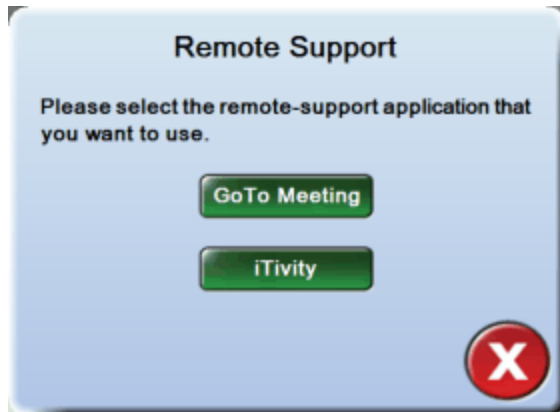 Remote Support
Please select the remote-support application that
you want to use.
GoTo Meeting
iTivity
X